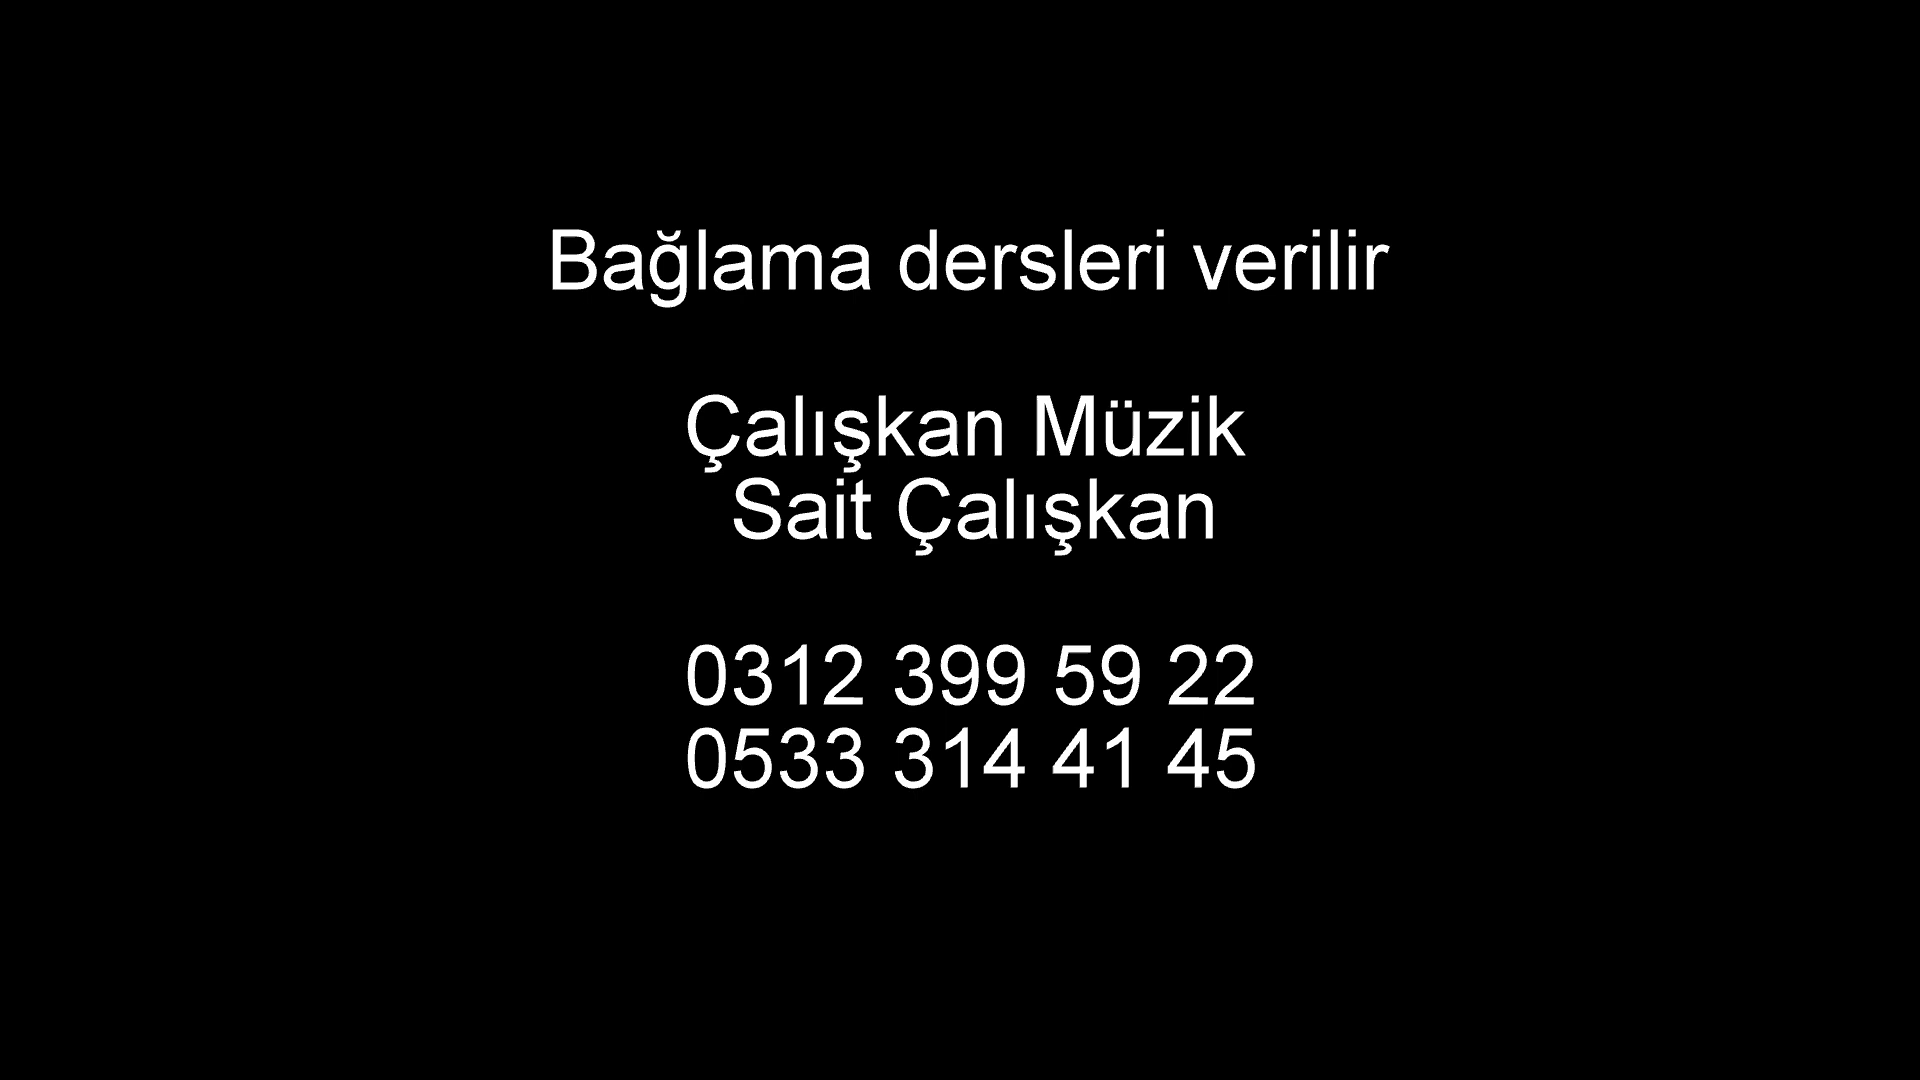 Bağlama dersleri verilir
Çalışkan Müzik
Sait Çalışkan
0312 399 59 22
0533 314 41 45